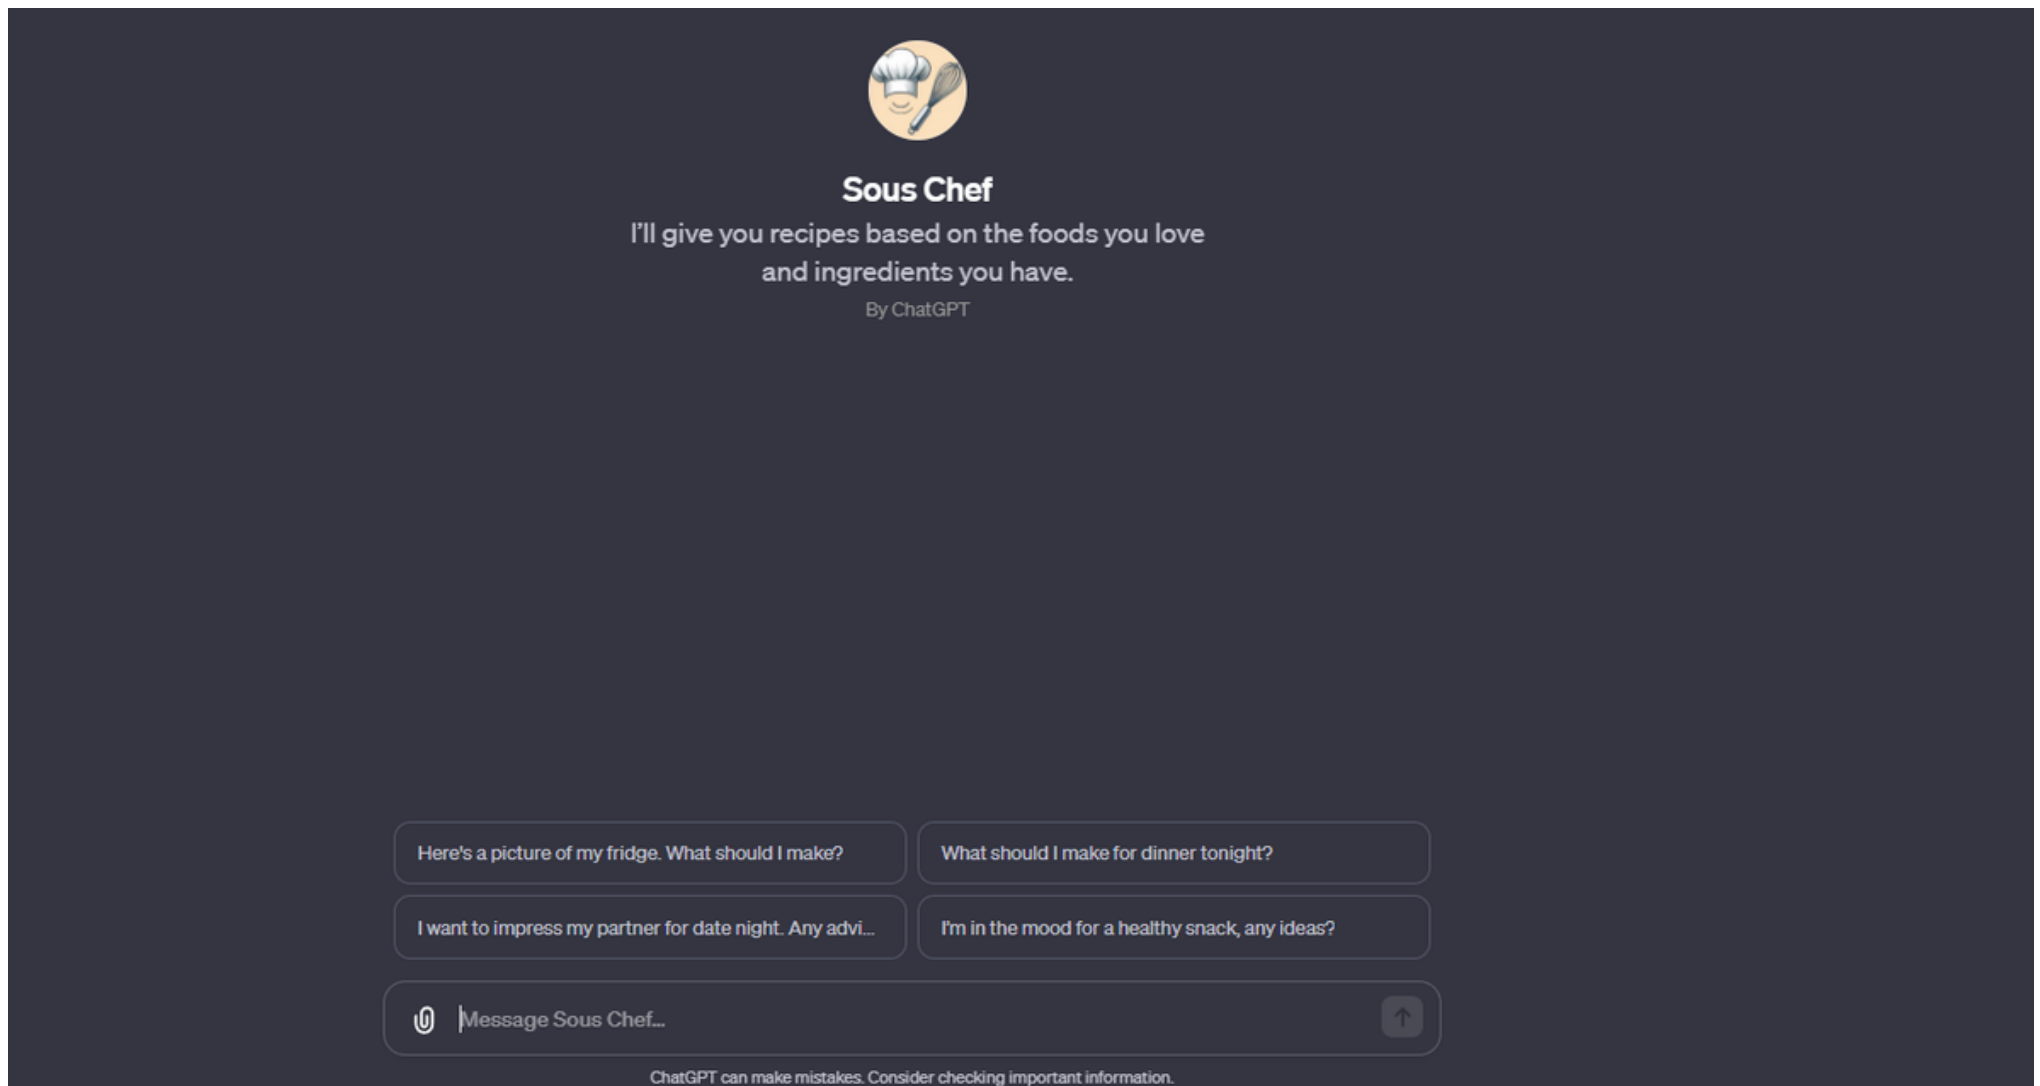 Sous Chef
I'll give you recipes based on the foods you love
and ingredients you have.
By ChatGPT
Here's a picture of my fridge. What should I make?
What should I make for dinner tonight?
I want to impress my partner for date night. Any advi...
I'm in the mood for a healthy snack, any ideas?
Message Sous Chef...
ChatGPT can make mistakes. Consider checking important information.